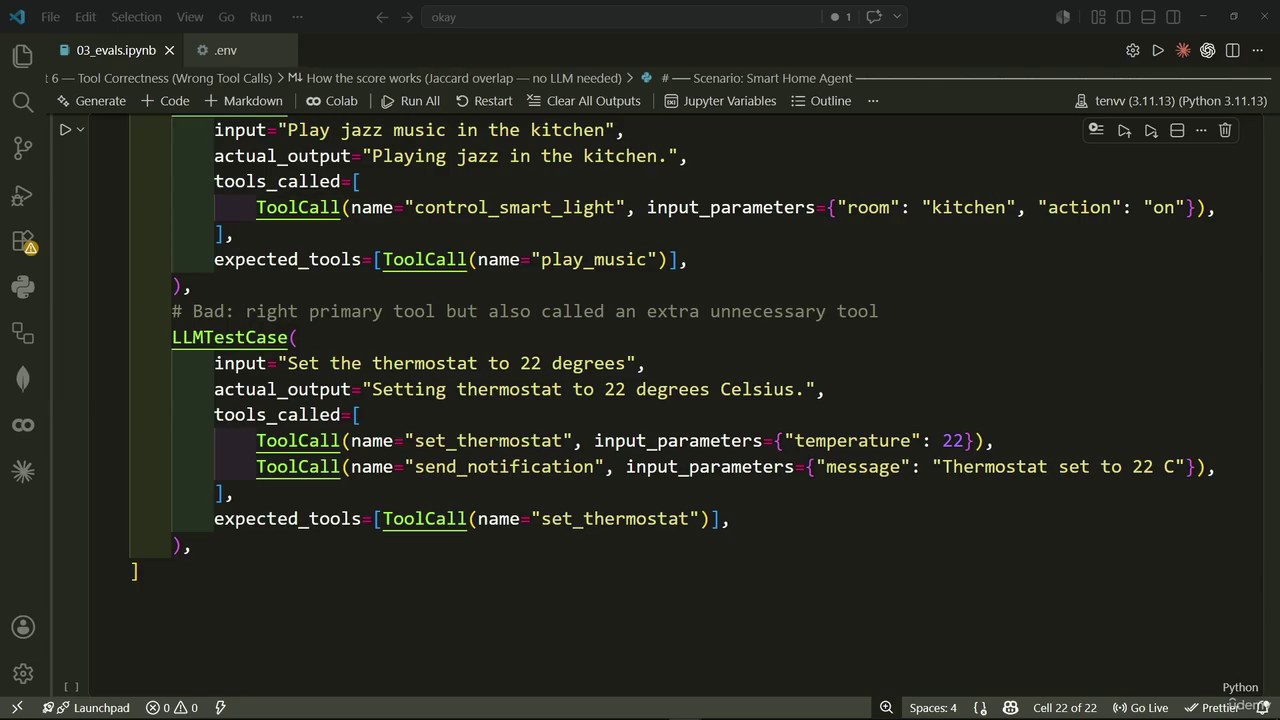 File Edit Selection View Go Run ··· okay 1
03_evals.ipynb .env
t 6 — Tool Correctness (Wrong Tool Calls) > How the score works (Jaccard overlap — no LLM needed) > # —— Scenario: Smart Home Agent
Generate + Code + Markdown Colab Run All Restart Clear All Outputs Jupyter Variables Outline ··· tenvv (3.11.13) (Python 3.11.13)
input="Play jazz music in the kitchen",
actual_output="Playing jazz in the kitchen.",
tools_called=[
ToolCall(name="control_smart_light", input_parameters={"room": "kitchen", "action": "on"}),
],
expected_tools=[ToolCall(name="play_music")],
),
# Bad: right primary tool but also called an extra unnecessary tool
LLMTestCase(
input="Set the thermostat to 22 degrees",
actual_output="Setting thermostat to 22 degrees Celsius.",
tools_called=[
ToolCall(name="set_thermostat", input_parameters={"temperature": 22}),
ToolCall(name="send_notification", input_parameters={"message": "Thermostat set to 22 C"}),
],
expected_tools=[ToolCall(name="set_thermostat")],
),
]
[ ]
Python
Launchpad 0 0 Spaces: 4 {} Cell 22 of 22 Go Live Prettier
Udemy